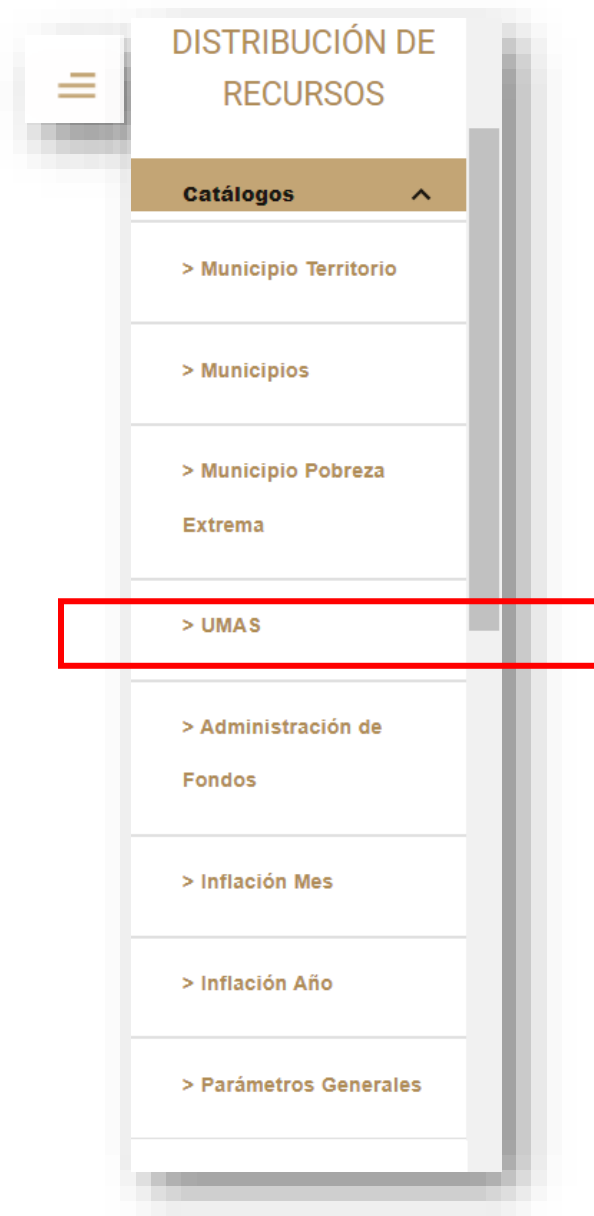 DISTRIBUCIÓN DE
RECURSOS
Catálogos
> Municipio Territorio
> Municipios
> Municipio Pobreza
Extrema
> UMAS
> Administración de
Fondos
> Inflación Mes
> Inflación Año
> Parámetros Generales